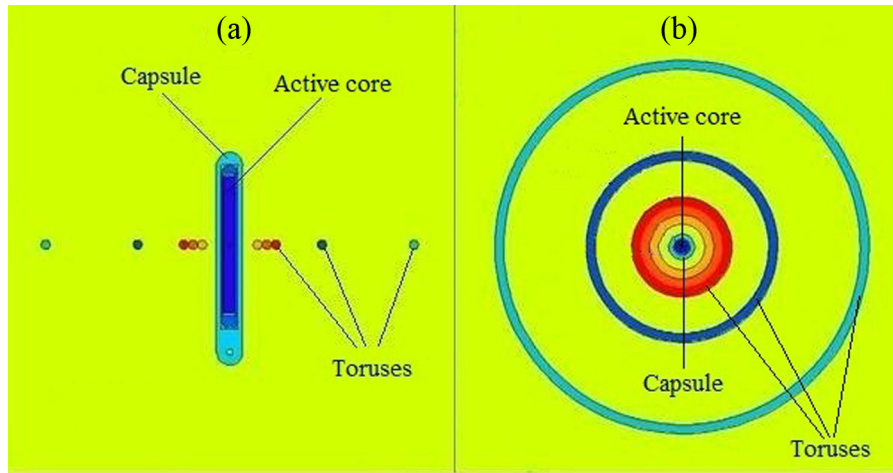 (a)
Capsule
Active core
Toruses
(b)
Active core
Capsule
Toruses